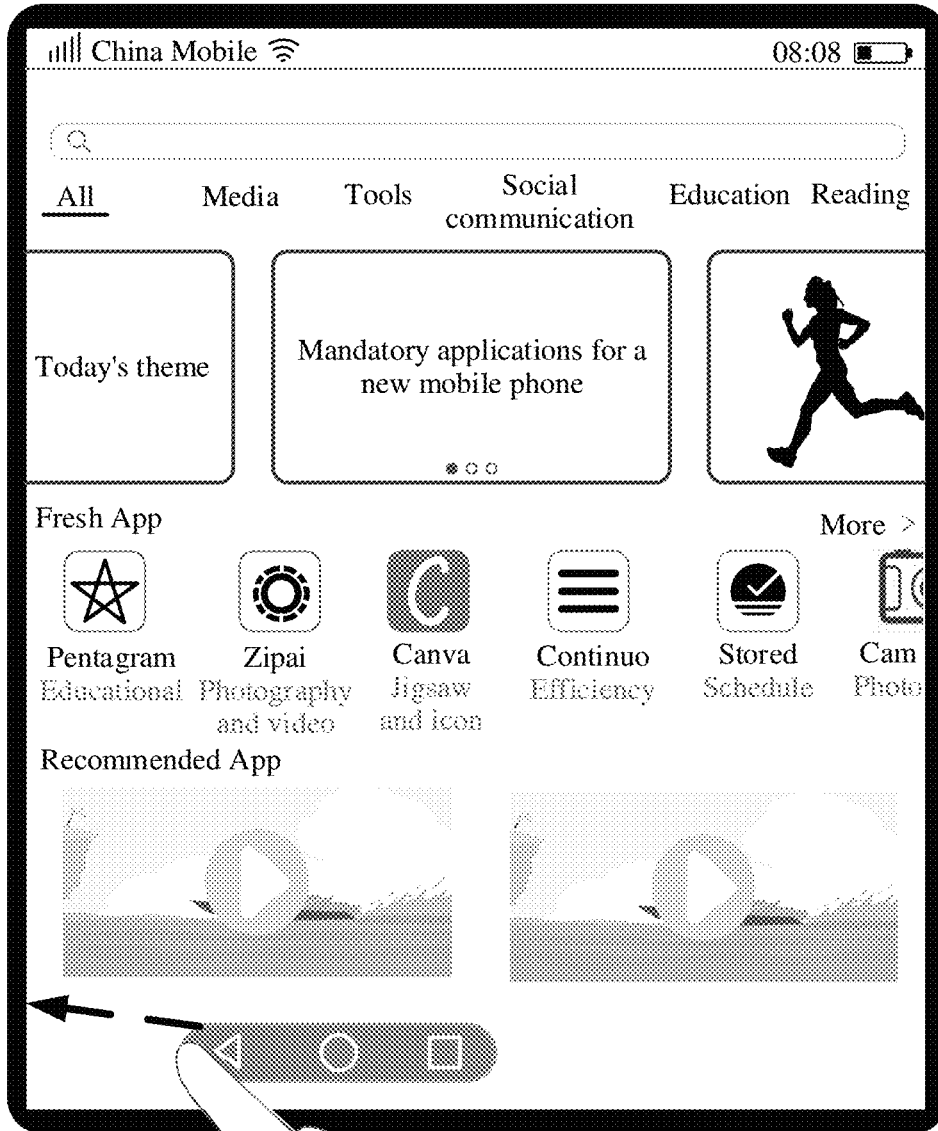 China Mobile 08:08
All Media Tools Social communication Education Reading
Today's theme
Mandatory applications for a
new mobile phone
Fresh App More >
Pentagram Zipai Canva Continuo Stored Cam
Educational Photography and video Jigsaw and icon Efficiency Schedule Photo
Recommended App